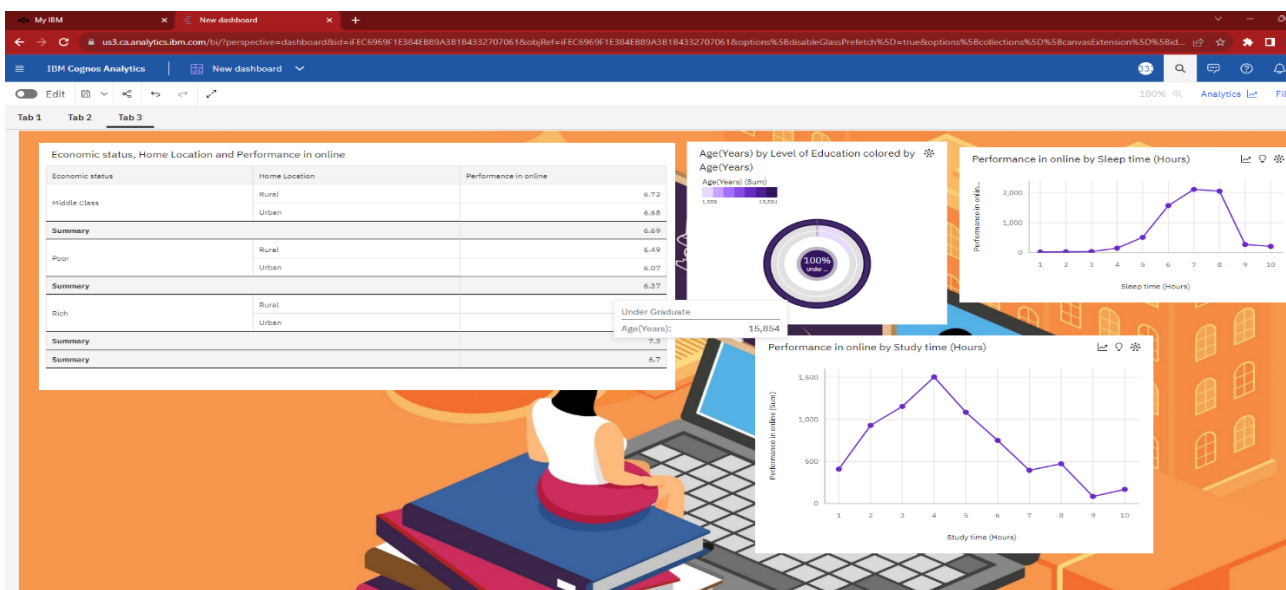 My IBM
New dashboard
us3.ca.analytics.ibm.com/bi/?perspective=dashboard&id=iFEC6969F1E384EB89A3B1B4332707061&objRef=iFEC6969F1E384EB89A3B1B4332707061&options%5BdisableGlassPrefetch%5D=true&options%5Bcollections%5D%5BcanvasExtension%5D%5Bid...
IBM Cognos Analytics
New dashboard
Edit
100%
Analytics
Fil
Tab 1
Tab 2
Tab 3
Economic status, Home Location and Performance in online
Economic status Home Location Performance in online
Middle Class
Rural 6.72
Urban 6.68
Summary 6.69
Poor
Rural 6.49
Urban 6.07
Summary 6.37
Rich
Rural
Urban
Summary 7.3
Summary 6.7
Age(Years) by Level of Education colored by
Age(Years)
Age(Years) (Sum)
15,854
100%
Under ...
Under Graduate
Age(Years): 15,854
Performance in online by Sleep time (Hours)
Performance in onlin...
2,000
1,000
0
1 2 3 4 5 6 7 8 9 10
Sleep time (Hours)
Performance in online by Study time (Hours)
Performance in online (Sum)
1,500
1,000
500
0
1 2 3 4 5 6 7 8 9 10
Study time (Hours)